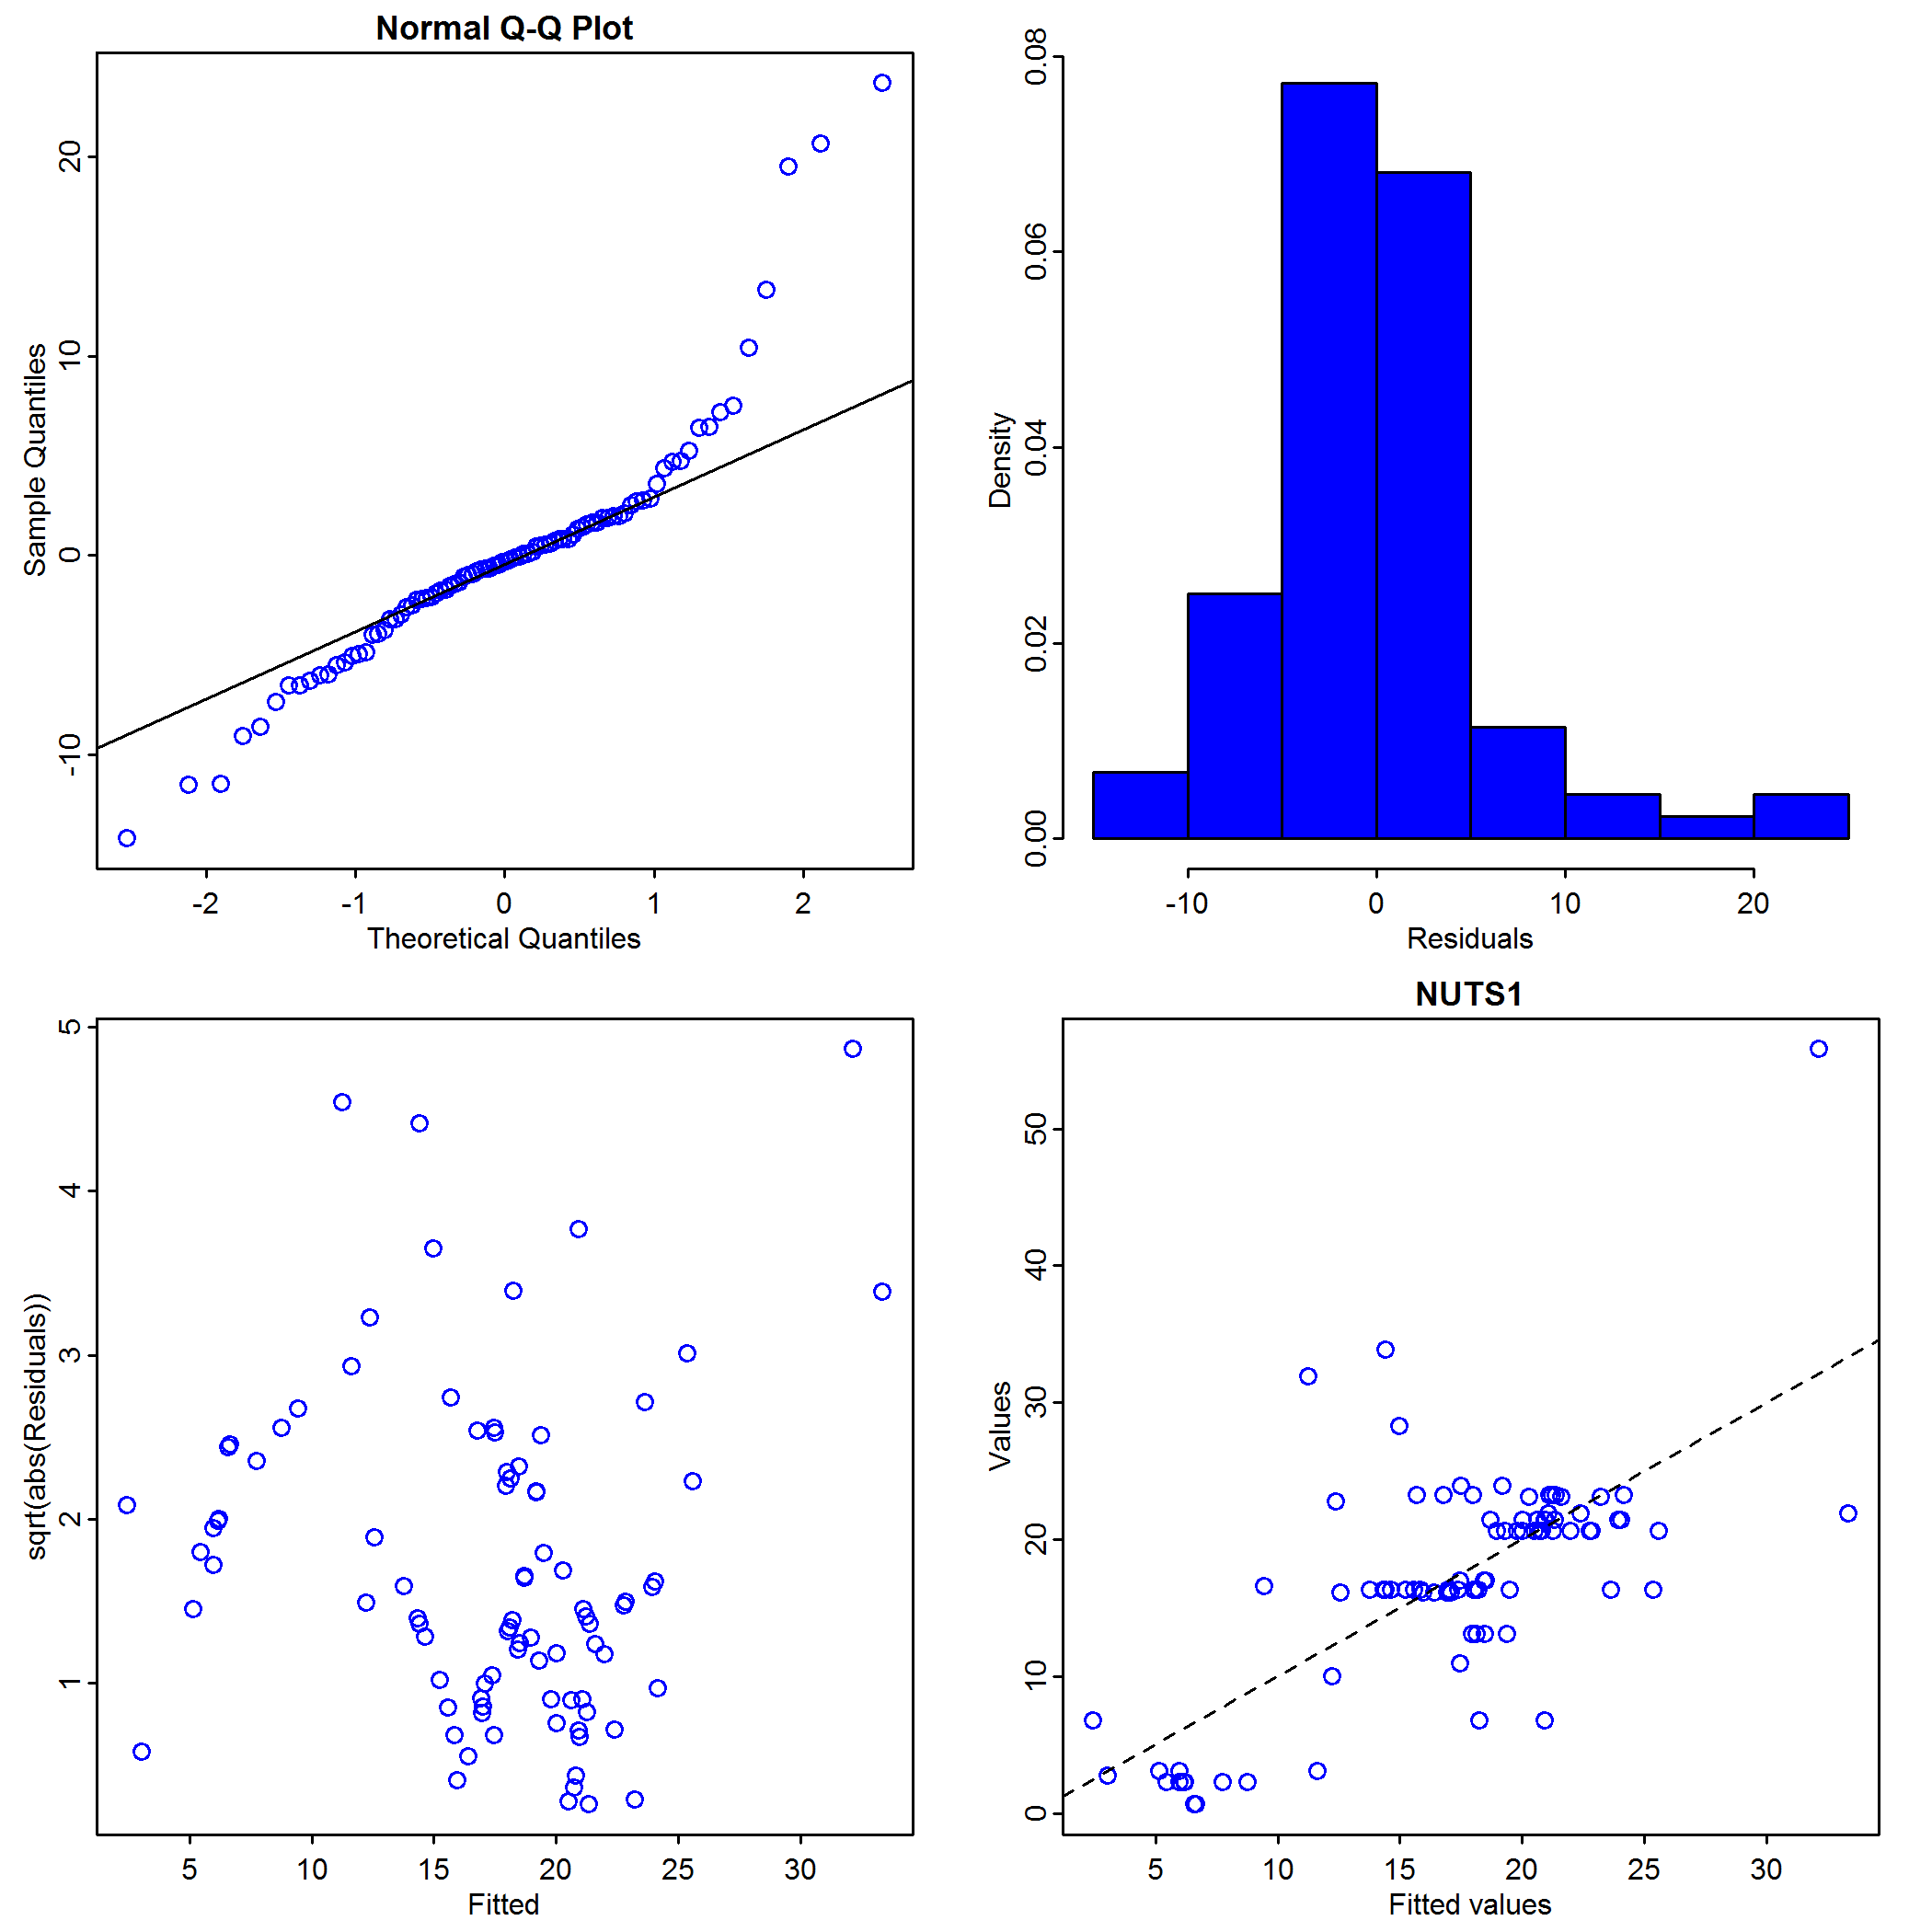 Normal Q-Q Plot
Sample Quantiles
-10 0 10 20
-2 -1 0 1 2
Theoretical Quantiles
Density
0.00 0.02 0.04 0.06 0.08
-10 0 10 20
Residuals
sqrt(abs(Residuals))
1 2 3 4 5
5 10 15 20 25 30
Fitted
NUTS1
Values
0 10 20 30 40 50
5 10 15 20 25 30
Fitted values